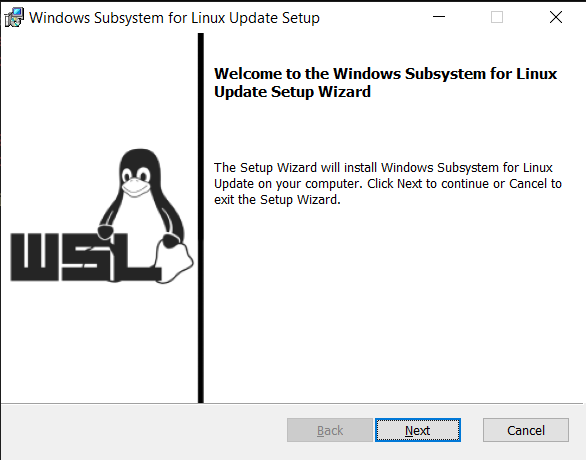 Windows Subsystem for Linux Update Setup
Welcome to the Windows Subsystem for Linux
Update Setup Wizard
The Setup Wizard will install Windows Subsystem for Linux
Update on your computer. Click Next to continue or Cancel to
exit the Setup Wizard.
WSL
Back
Next
Cancel